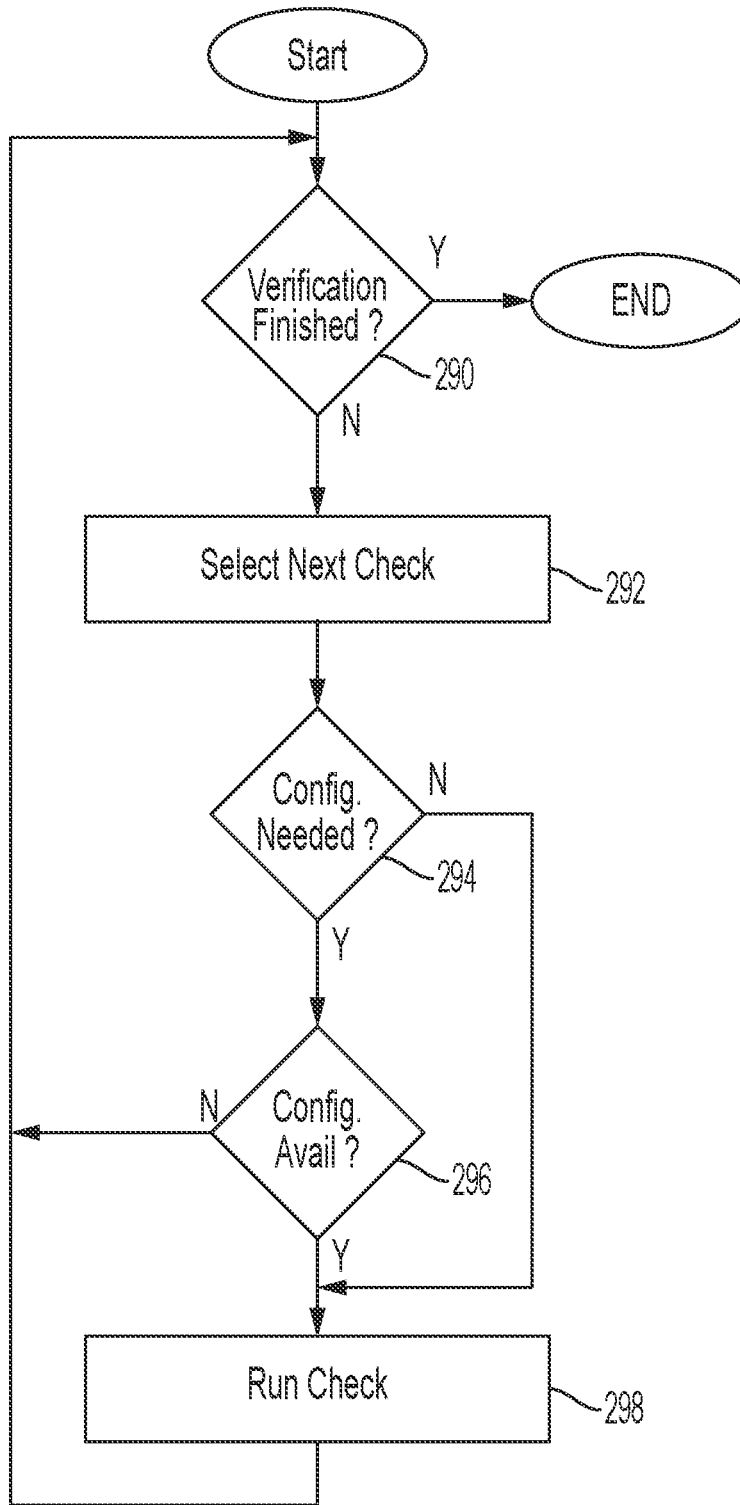 Start
Verification
Finished ?
Y
END
290
N
Select Next Check
292
Config.
Needed ?
N
294
Y
N
Config.
Avail ?
296
Y
Run Check
298